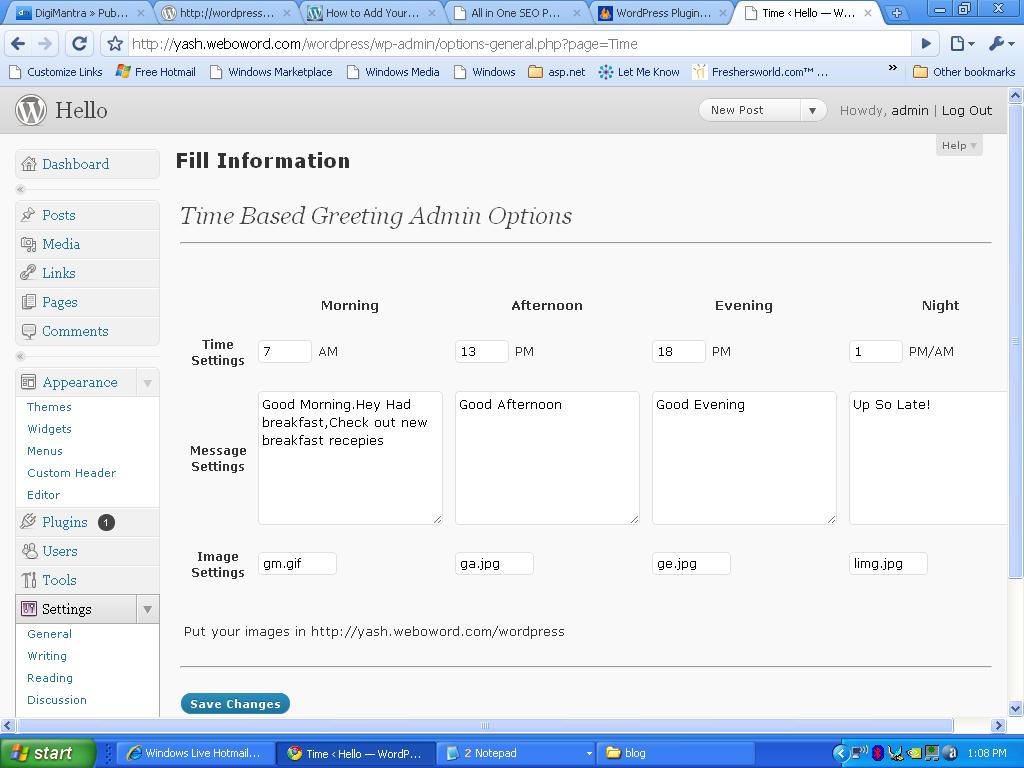 DigiMantra » Pub...
http://wordpress...
How to Add Your...
All in One SEO P...
WordPress Plugin...
Time ‹ Hello — W...
http://yash.weboword.com/wordpress/wp-admin/options-general.php?page=Time
Customize Links
Free Hotmail
Windows Marketplace
Windows Media
Windows
asp.net
Let Me Know
Freshersworld.com™ ...
»
Other bookmarks
Hello
New Post
Howdy, admin | Log Out
Help
Dashboard
Fill Information
Posts
Media
Links
Pages
Comments
Appearance
Themes
Widgets
Menus
Custom Header
Editor
Plugins 1
Users
Tools
Settings
General
Writing
Reading
Discussion
Time Based Greeting Admin Options
Morning Afternoon Evening Night
Time
Settings
7 AM 13 PM 18 PM 1 PM/AM
Message
Settings
Good Morning.Hey Had
breakfast,Check out new
breakfast recepies
Good Afternoon
Good Evening
Up So Late!
Image
Settings
gm.gif ga.jpg ge.jpg limg.jpg
Put your images in http://yash.weboword.com/wordpress
Save Changes
start
Windows Live Hotmail...
Time ‹ Hello — WordP...
2 Notepad
blog
1:08 PM